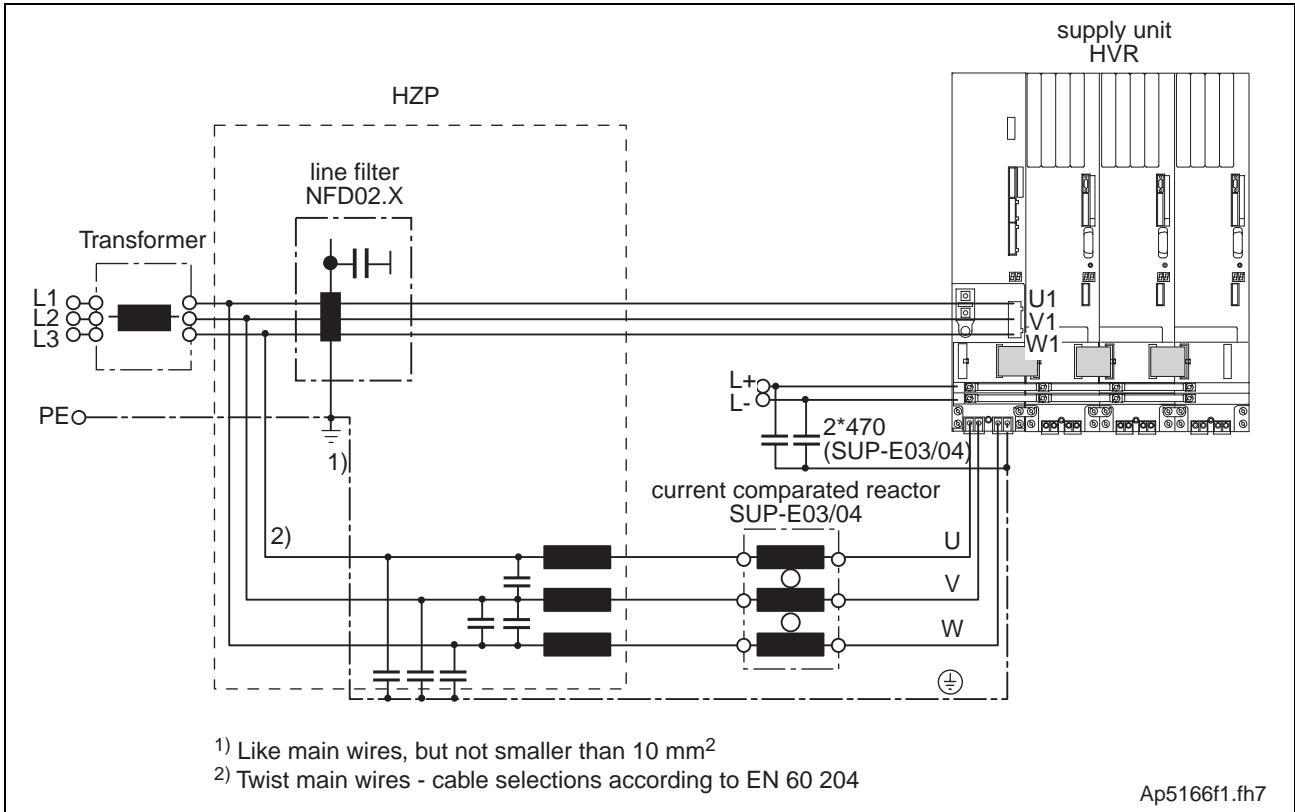 supply unit
HVR
HZP
line filter
NFD02.X
Transformer
L1
L2
L3
U1
V1
W1
L+
L-
PE
1)
2*470
(SUP-E03/04)
current comparated reactor
SUP-E03/04
2)
U
V
W
1) Like main wires, but not smaller than 10 mm2
2) Twist main wires - cable selections according to EN 60 204
Ap5166f1.fh7